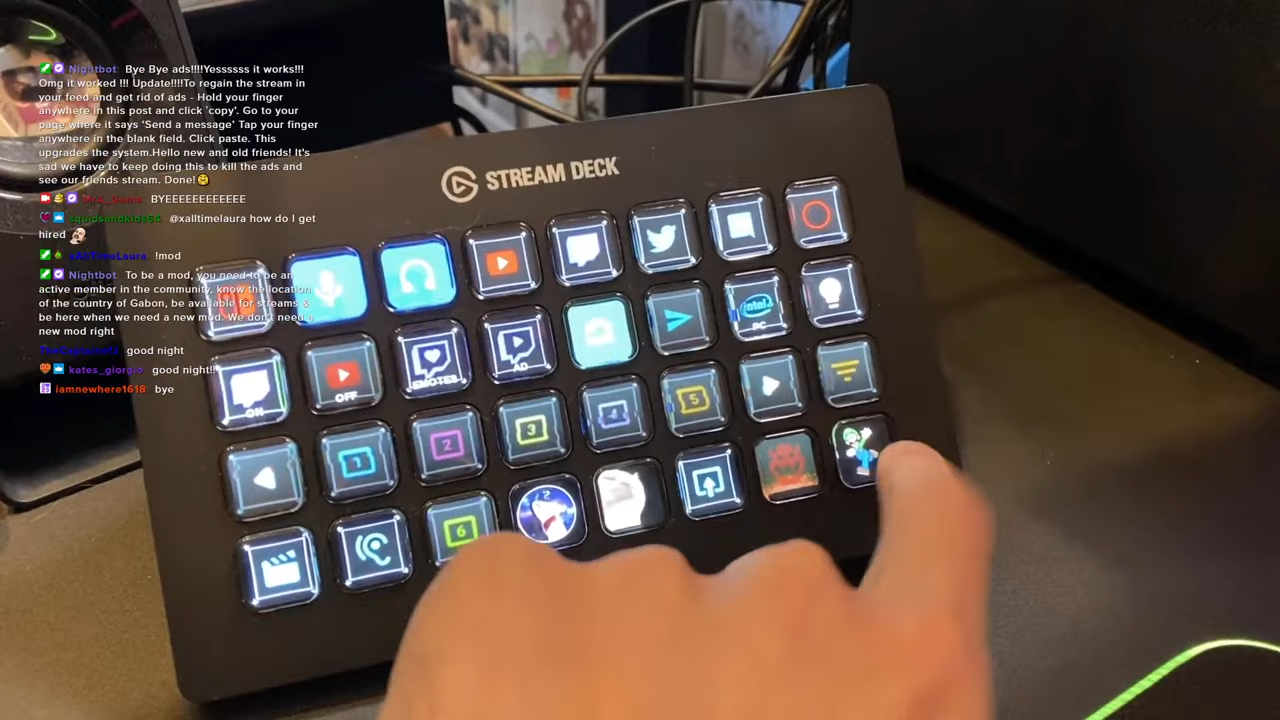 Nightbot: Bye Bye ads!!!!Yessssss it works!!!
Omg it worked !!! Update!!!!To regain the stream in
your feed and get rid of ads - Hold your finger
anywhere in this post and click 'copy'. Go to your
page where it says 'Send a message' Tap your finger
anywhere in the blank field. Click paste. This
upgrades the system.Hello new and old friends! It's
sad we have to keep doing this to kill the ads and
see our friends stream. Done!
BYEEEEEEEEEEEE
squidsandkids64: @xalltimelaura how do I get
hired
xAllTimeLaura: !mod
Nightbot: To be a mod, you need to be an
active member in the community, know the location
of the country of Gabon, be available for streams &
be here when we need a new mod. We don't need a
new mod right
good night
kates_giorgio: good night!!
iamnewhere1618: bye
STREAM DECK
intel
PC
ON
OFF
EMOTES
AD
1
2
3
4
5
6